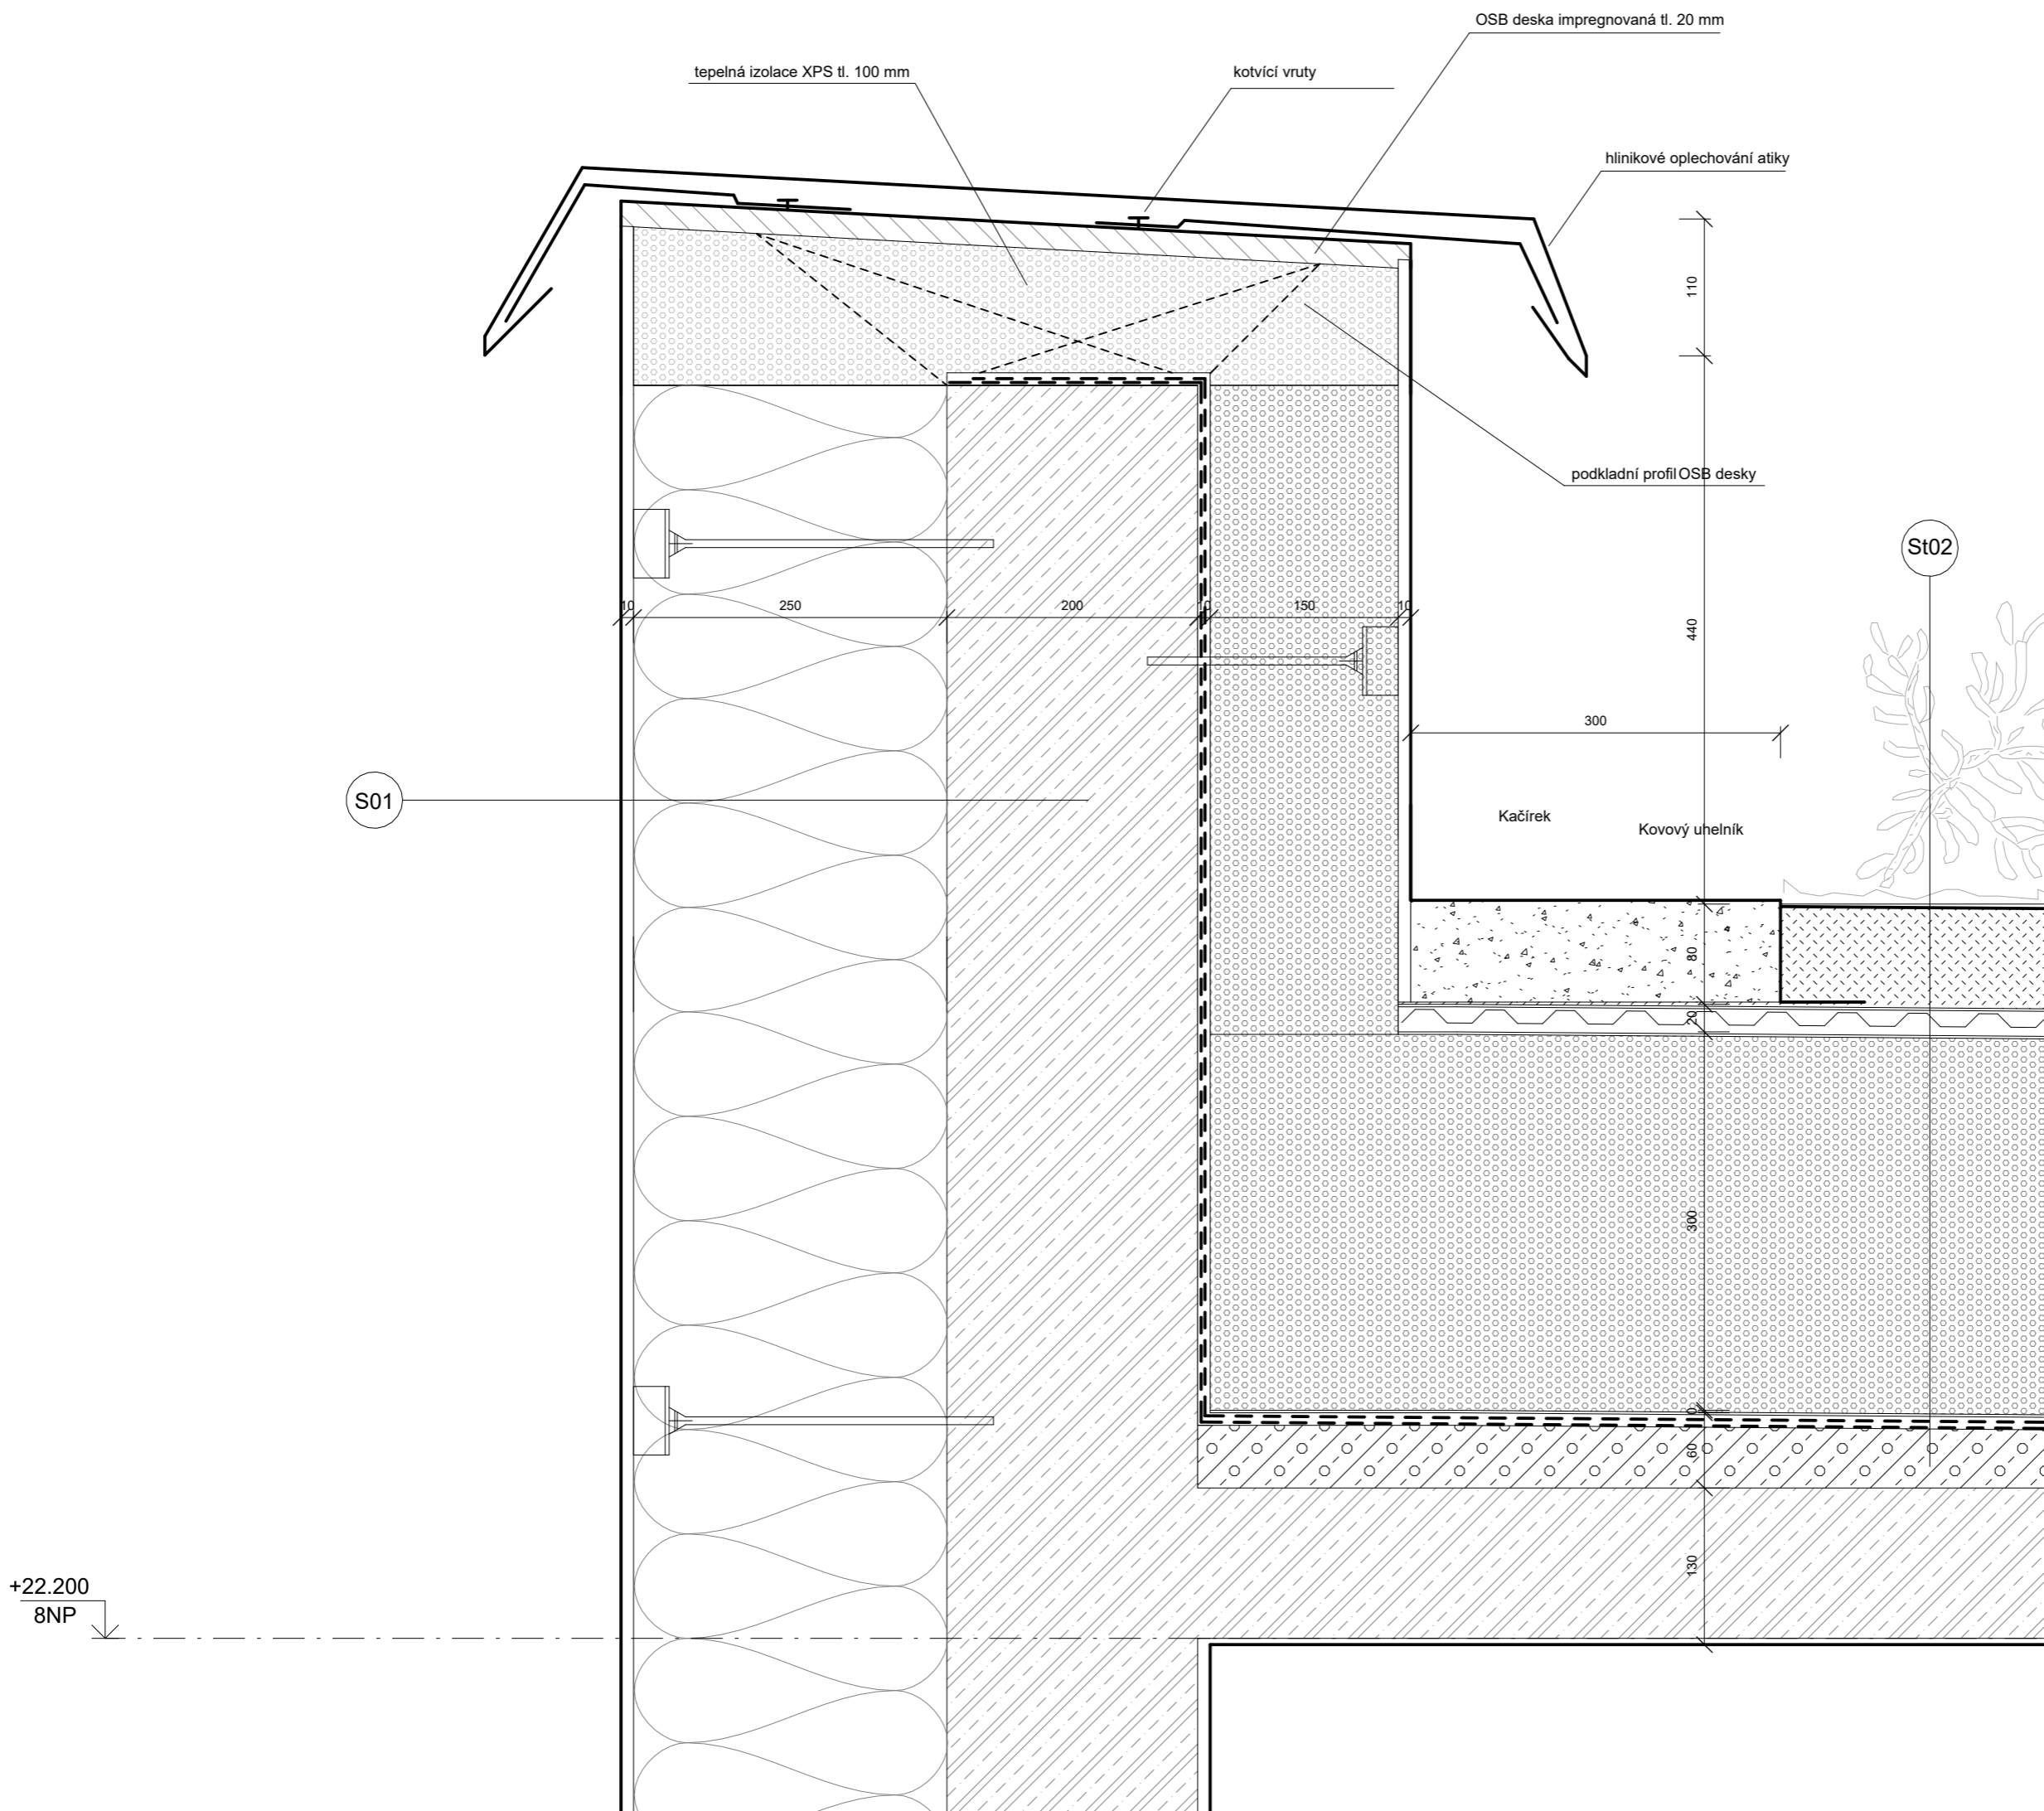 OSB deska impregnovaná tl. 20 mm
tepelná izolace XPS tl. 100 mm
kotvící vruty
hlinikové oplechování atiky
110
podkladní profil OSB desky
St02
10
250
200
10
150
10
440
300
S01
Kačírek
Kovový uhelník
80
20
300
60
130
+22.200
8NP